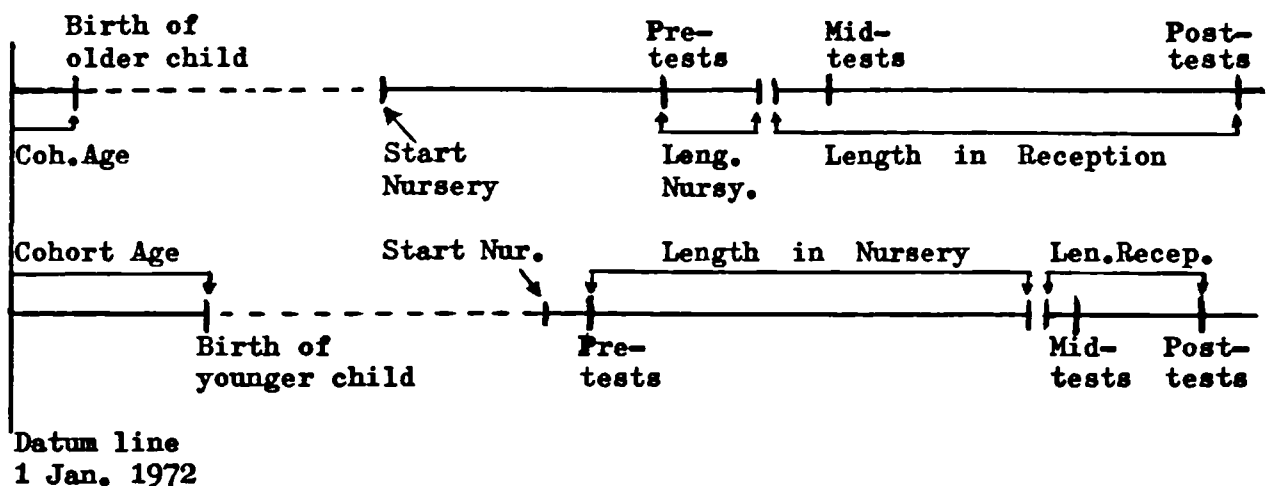 Birth of
older child
Pre-
tests
Mid-
tests
Post-
tests
Coh.Age
Start
Nursery
Leng.
Nursy.
Length in Reception
Cohort Age
Start Nur.
Length in Nursery
Len.Recep.
Birth of
younger child
Pre-
tests
Mid-
tests
Post-
tests
Datum line
1 Jan. 1972